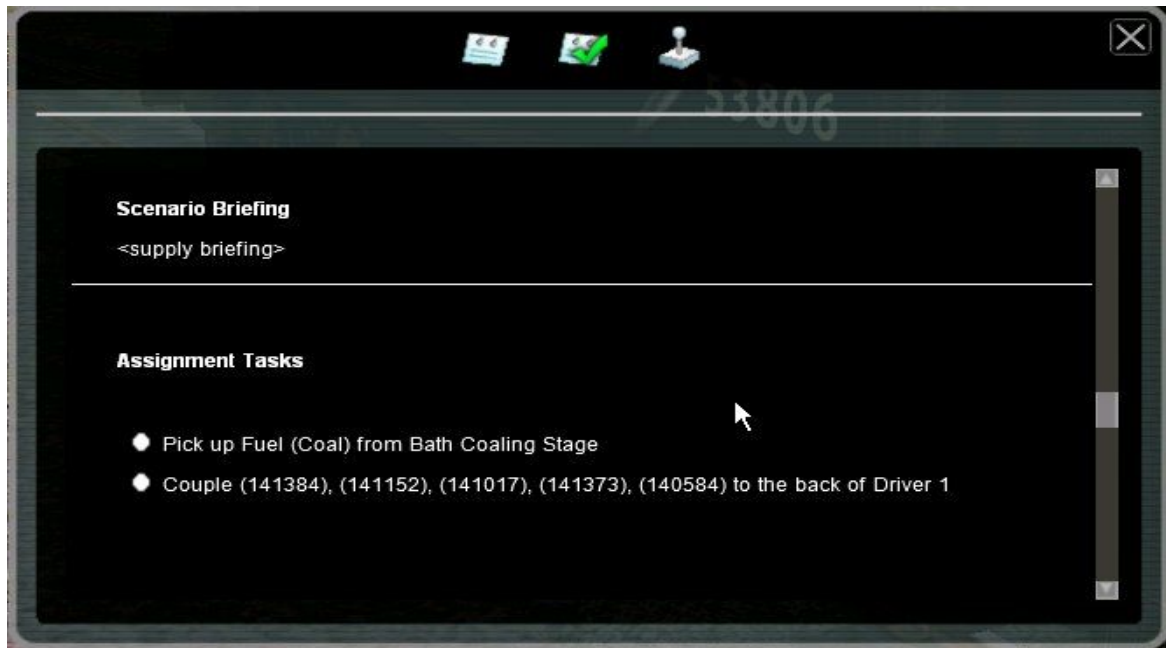 53806
Scenario Briefing
<supply briefing>
Assignment Tasks
Pick up Fuel (Coal) from Bath Coaling Stage
Couple (141384), (141152), (141017), (141373), (140584) to the back of Driver 1